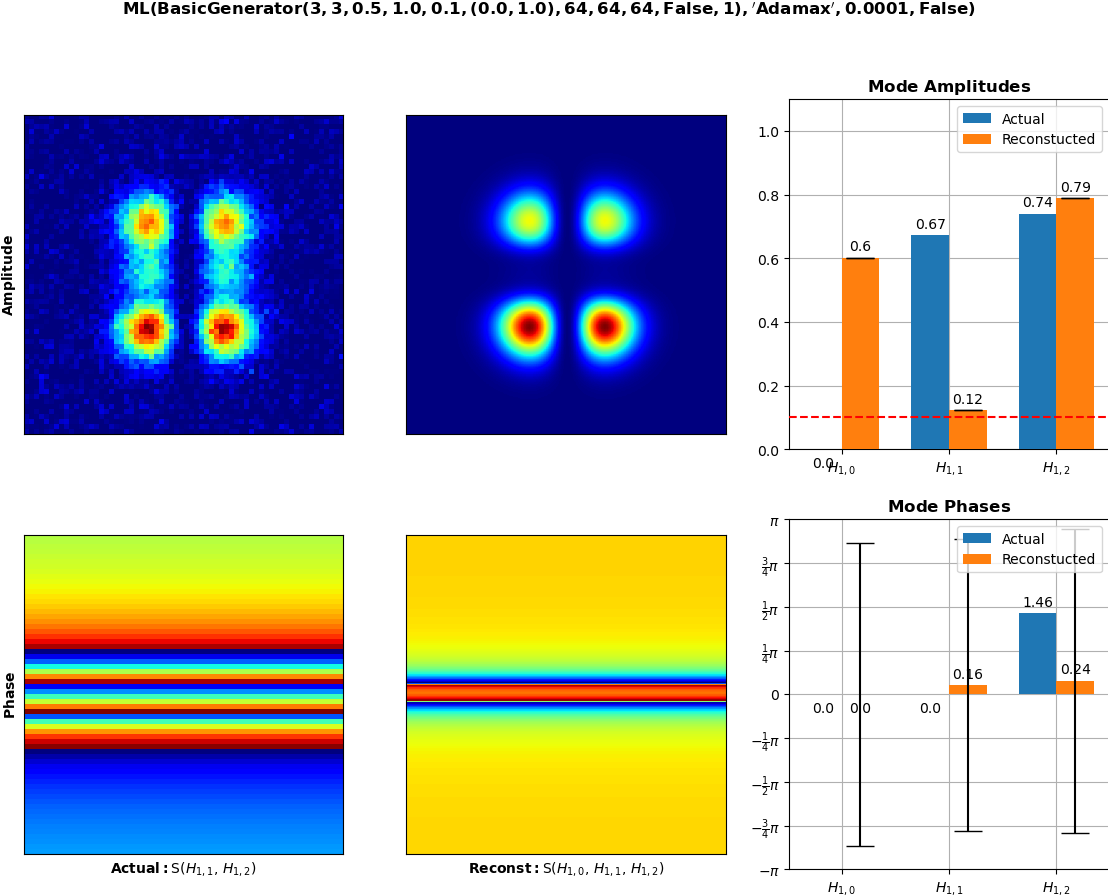 ML(BasicGenerator(3, 3, 0.5, 1.0, 0.1, (0.0, 1.0), 64, 64, 64, False, 1), ′Adamax′, 0.0001, False)
Amplitude
Mode Amplitudes
Actual
Reconstucted
1.0
0.8
0.6
0.4
0.2
0.0
0.0
0.6
0.67
0.12
0.74
0.79
H1,0
H1,1
H1,2
Phase
Actual: S(H1,1, H1,2)
Reconst: S(H1,0, H1,1, H1,2)
Mode Phases
Actual
Reconstucted
π
3/4π
1/2π
1/4π
0
−1/4π
−1/2π
−3/4π
−π
0.0
0.0
0.0
0.16
1.46
0.24
H1,0
H1,1
H1,2